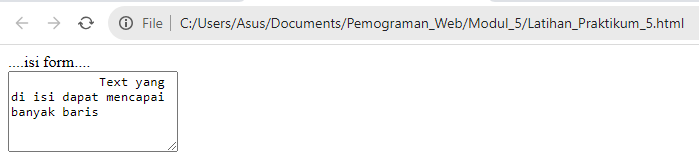 File C:/Users/Asus/Documents/Pemograman_Web/Modul_5/Latihan_Praktikum_5.html
....isi form....
Text yang
di isi dapat mencapai
banyak baris